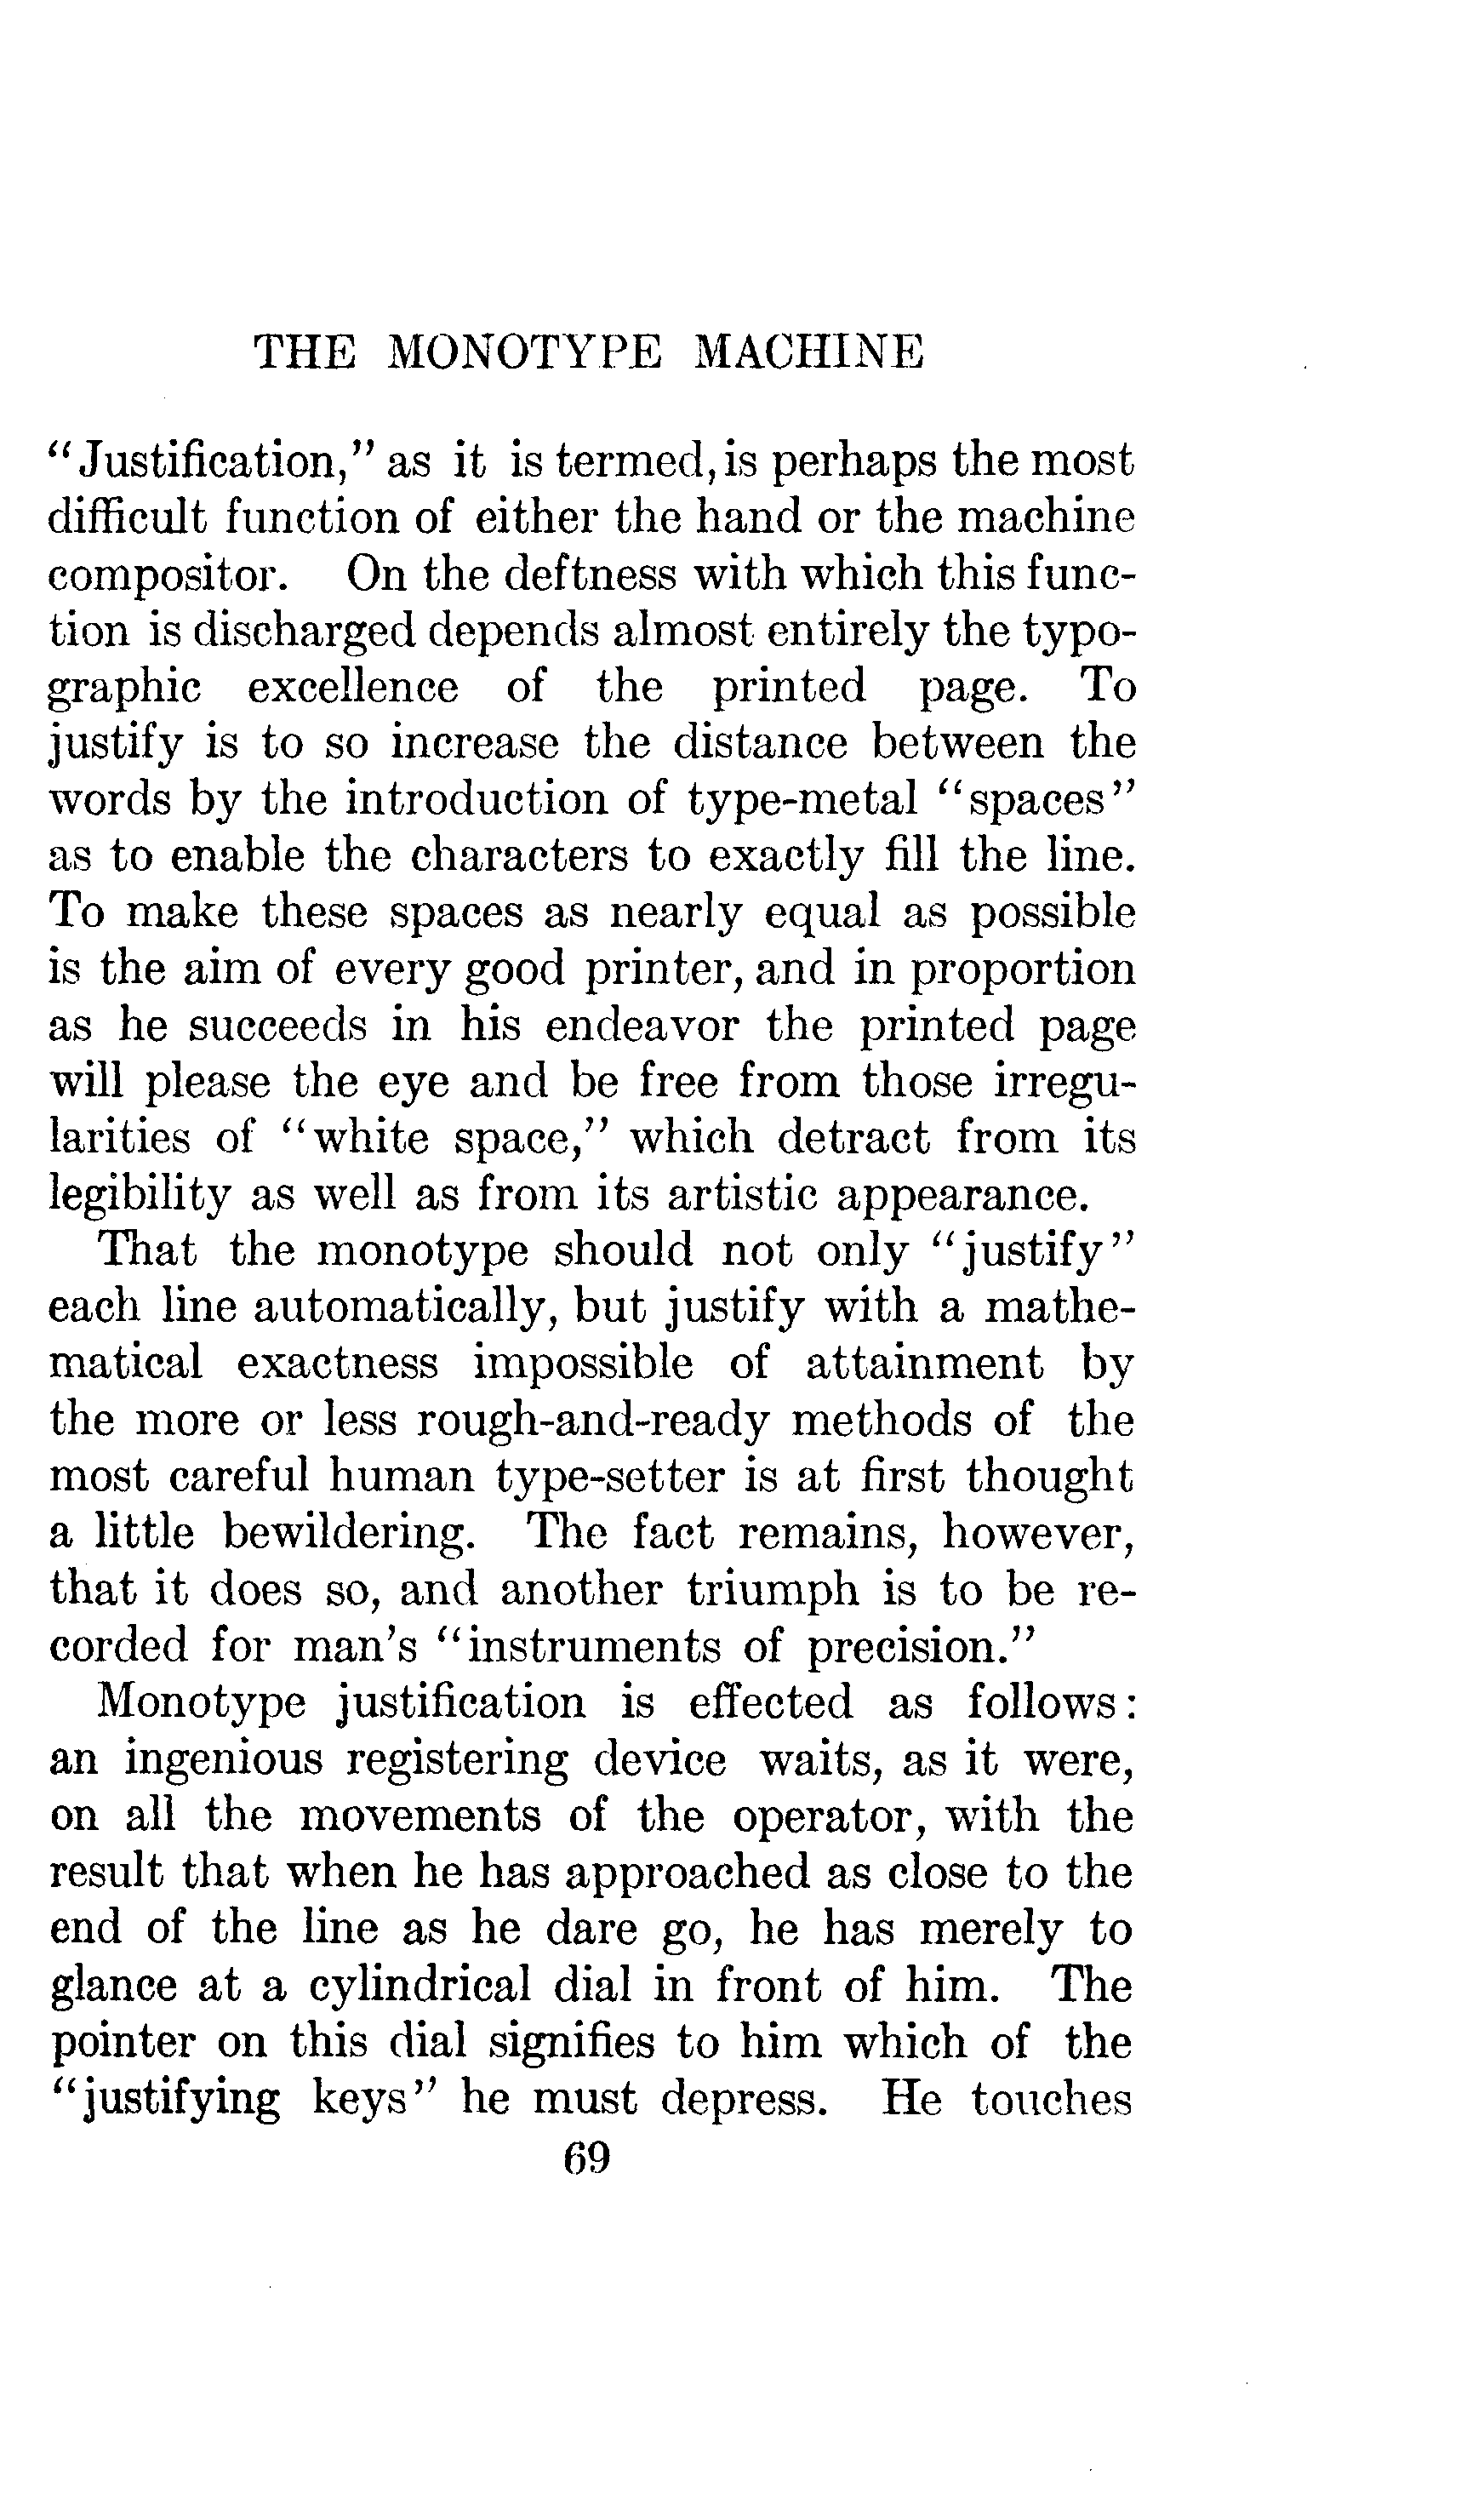 THE MONOTYPE MACHINE
"Justification," as it is termed, is perhaps the most
difficult function of either the hand or the machine
compositor. On the deftness with which this func-
tion is discharged depends almost entirely the typo-
graphic excellence of the printed page. To
justify is to so increase the distance between the
words by the introduction of type-metal "spaces"
as to enable the characters to exactly fill the line.
To make these spaces as nearly equal as possible
is the aim of every good printer, and in proportion
as he succeeds in his endeavor the printed page
will please the eye and be free from those irregu-
larities of "white space," which detract from its
legibility as well as from its artistic appearance.
That the monotype should not only "justify"
each line automatically, but justify with a mathe-
matical exactness impossible of attainment by
the more or less rough-and-ready methods of the
most careful human type-setter is at first thought
a little bewildering. The fact remains, however,
that it does so, and another triumph is to be re-
corded for man's "instruments of precision."
Monotype justification is effected as follows:
an ingenious registering device waits, as it were,
on all the movements of the operator, with the
result that when he has approached as close to the
end of the line as he dare go, he has merely to
glance at a cylindrical dial in front of him. The
pointer on this dial signifies to him which of the
"justifying keys" he must depress. He touches
69